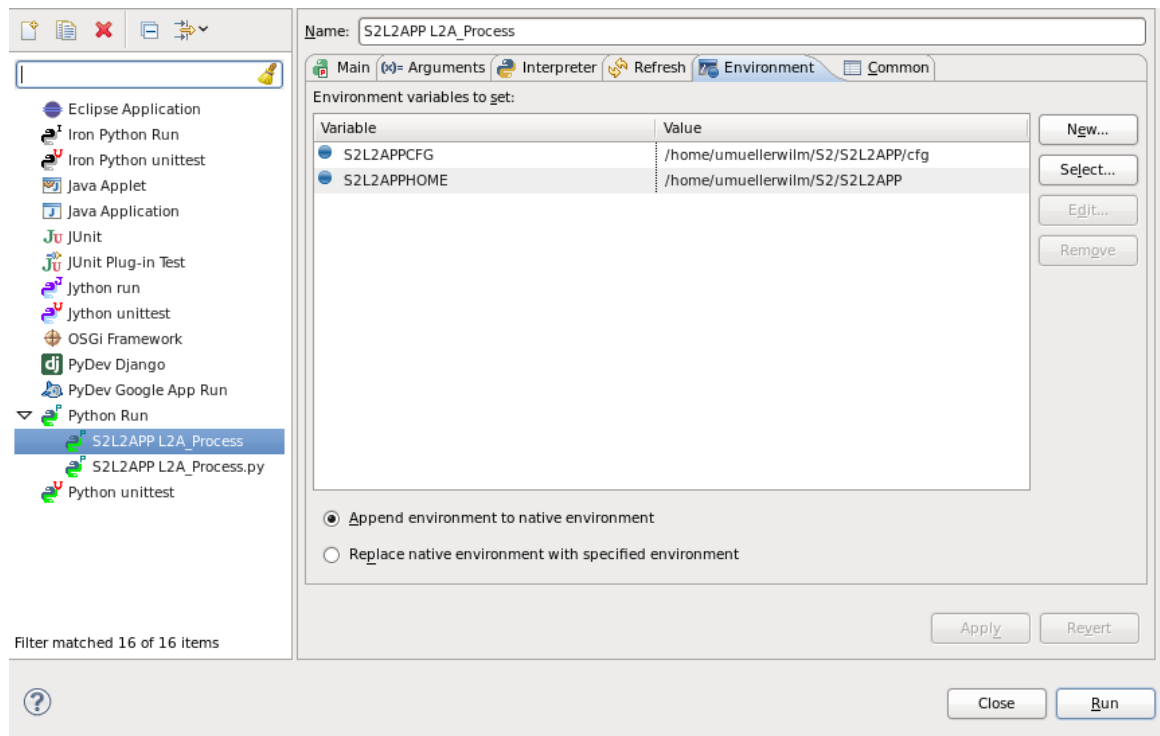 Name: S2L2APP L2A_Process
Main (x)= Arguments Interpreter Refresh Environment Common
Environment variables to set:
Variable Value
S2L2APPCFG /home/umuellerwilm/S2/S2L2APP/cfg
S2L2APPHOME /home/umuellerwilm/S2/S2L2APP
New...
Select...
Edit...
Remove
Eclipse Application
Iron Python Run
Iron Python unittest
Java Applet
Java Application
Ju JUnit
JUnit Plug-in Test
Jython run
Jython unittest
OSGi Framework
dj PyDev Django
PyDev Google App Run
Python Run
S2L2APP L2A_Process
S2L2APP L2A_Process.py
Python unittest
Append environment to native environment
Replace native environment with specified environment
Apply Revert
Filter matched 16 of 16 items
? Close Run